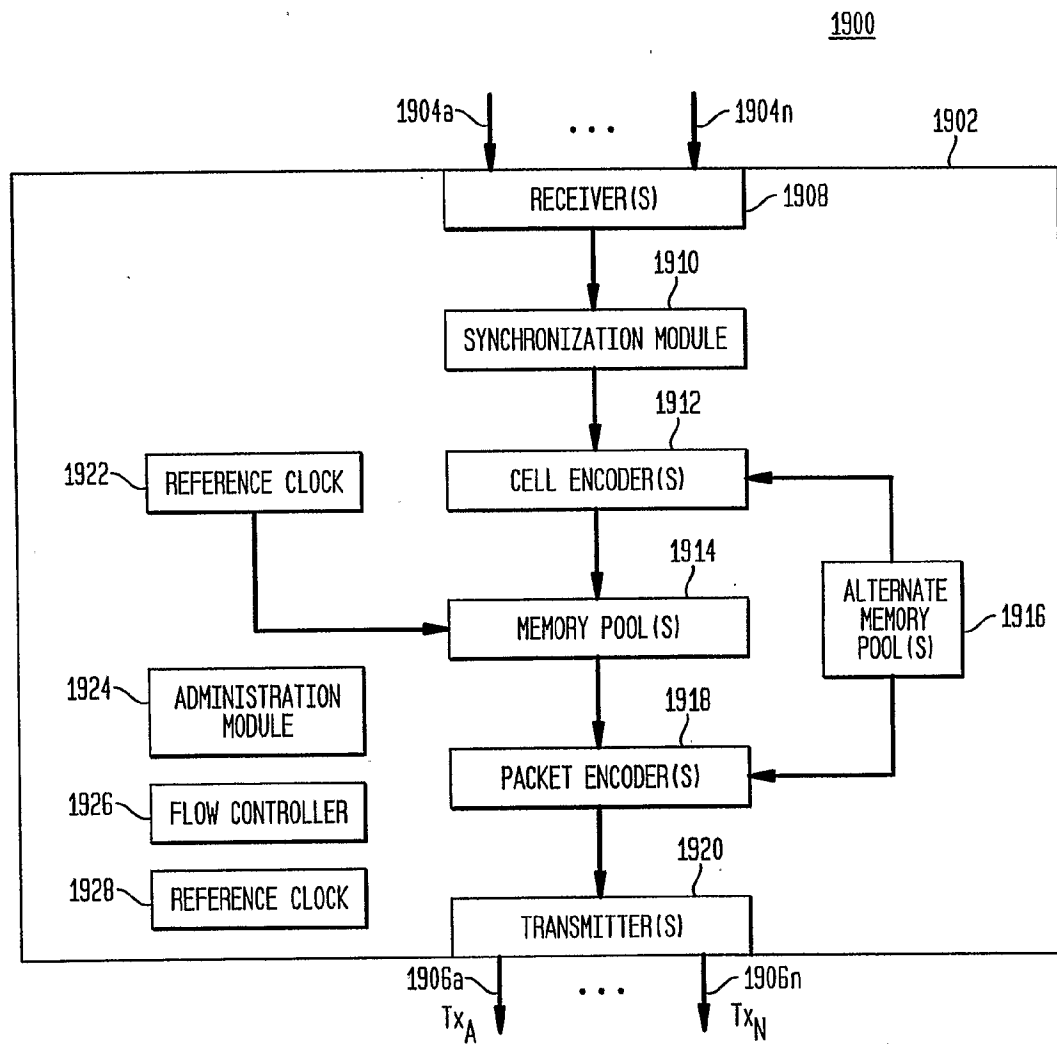 1900
1904a
...
1904n
1902
RECEIVER(S)
1908
1910
SYNCHRONIZATION MODULE
1912
1922
REFERENCE CLOCK
CELL ENCODER(S)
1914
MEMORY POOL(S)
ALTERNATE
MEMORY
POOL(S)
1916
1924
ADMINISTRATION
MODULE
1918
PACKET ENCODER(S)
1926
FLOW CONTROLLER
1928
REFERENCE CLOCK
1920
TRANSMITTER(S)
1906a
...
1906n
TxA
TxN